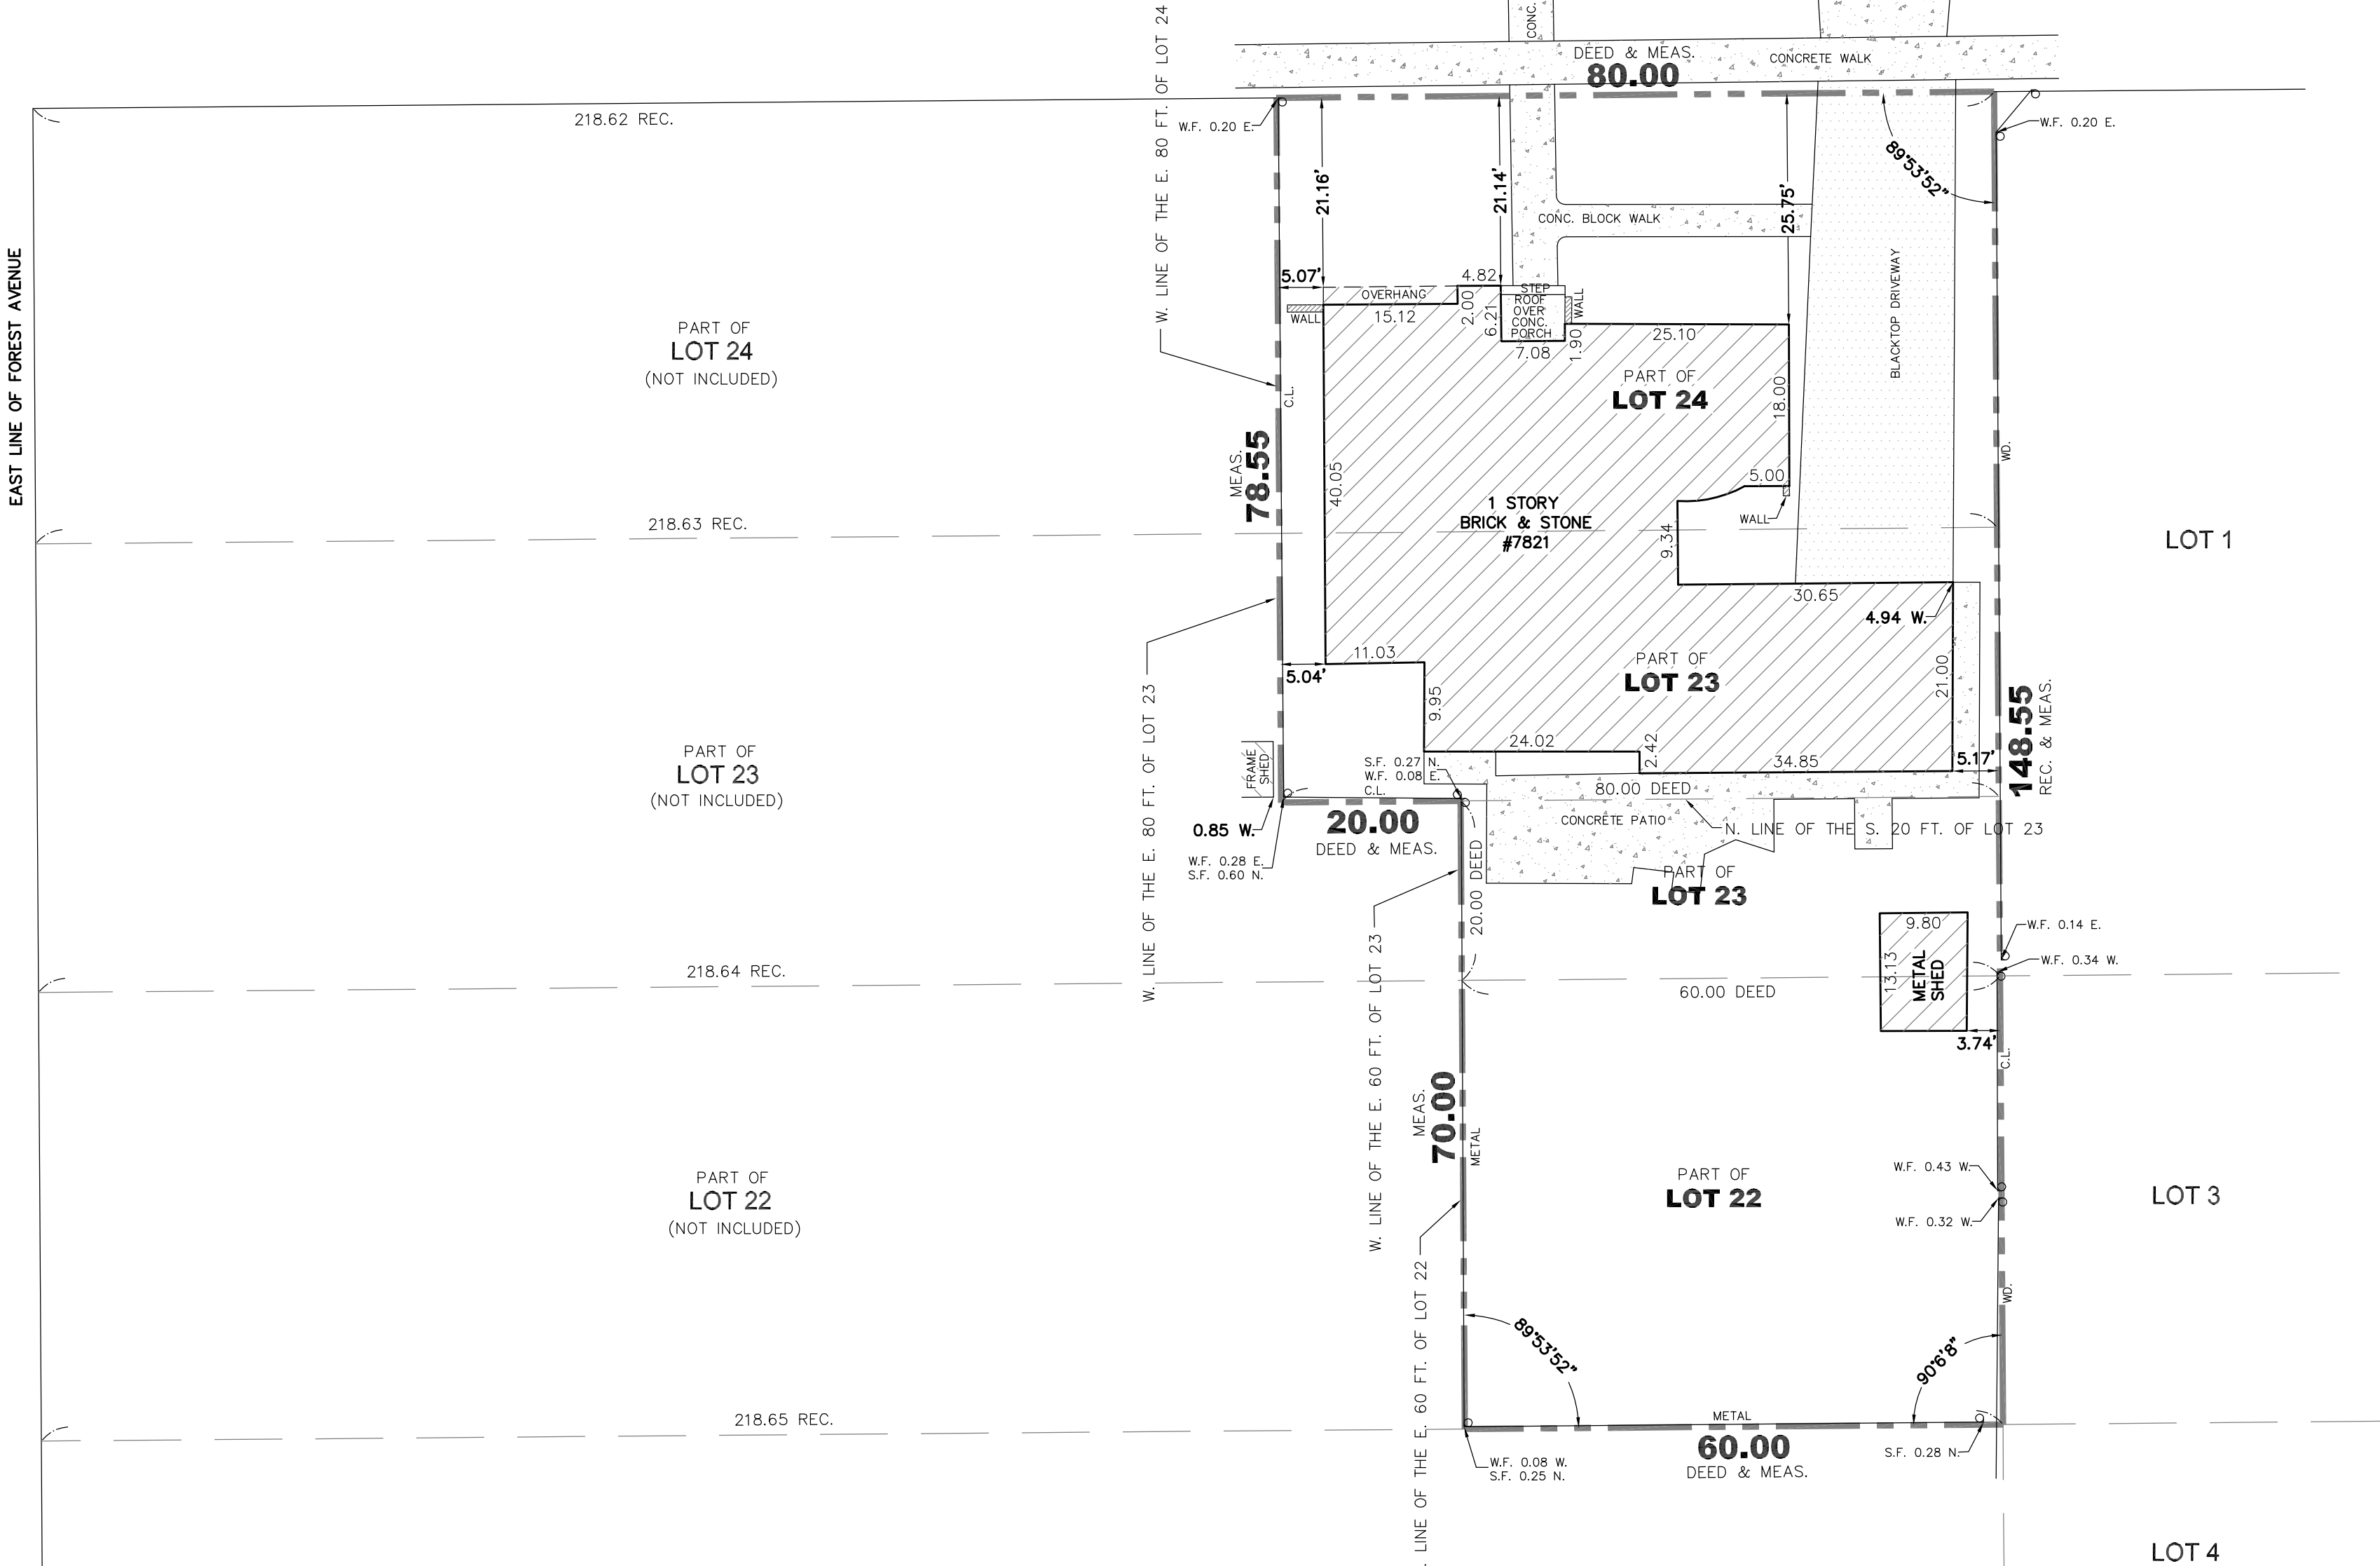 CONC.
DEED & MEAS.
80.00
CONCRETE WALK
W. LINE OF THE E. 80 FT. OF LOT 24
218.62 REC.
W.F. 0.20 E.
W.F. 0.20 E.
89°53'52"
21.16'
21.14'
25.75'
CONC. BLOCK WALK
BLACKTOP DRIVEWAY
EAST LINE OF FOREST AVENUE
5.07'
4.82
OVERHANG
STEP
ROOF
OVER
CONC.
PORCH
WALL
WALL
15.12
2.00
6.21
7.08
1.90
25.10
PART OF
LOT 24
(NOT INCLUDED)
PART OF
LOT 24
18.00
C.L.
WD.
MEAS.
78.55
40.05
5.00
1 STORY
BRICK & STONE
#7821
WALL
9.34
218.63 REC.
LOT 1
30.65
4.94 W.
11.03
5.04'
PART OF
LOT 23
21.00
9.95
W. LINE OF THE E. 80 FT. OF LOT 23
148.55
REC. & MEAS.
24.02
2.42
34.85
5.17'
PART OF
LOT 23
(NOT INCLUDED)
FRAME
SHED
S.F. 0.27 N.
W.F. 0.08 E.
C.L.
80.00 DEED
0.85 W.
20.00
DEED & MEAS.
CONCRETE PATIO
N. LINE OF THE S. 20 FT. OF LOT 23
W.F. 0.28 E.
S.F. 0.60 N.
20.00 DEED
PART OF
LOT 23
9.80
13.13
METAL
SHED
W.F. 0.14 E.
W.F. 0.34 W.
218.64 REC.
60.00 DEED
3.74'
C.L.
W. LINE OF THE E. 60 FT. OF LOT 23
MEAS.
70.00
METAL
PART OF
LOT 22
(NOT INCLUDED)
PART OF
LOT 22
W.F. 0.43 W.
W.F. 0.32 W.
LOT 3
WD.
. LINE OF THE E. 60 FT. OF LOT 22
89°53'52"
90°6'8"
218.65 REC.
METAL
60.00
DEED & MEAS.
W.F. 0.08 W.
S.F. 0.25 N.
S.F. 0.28 N.
LOT 4